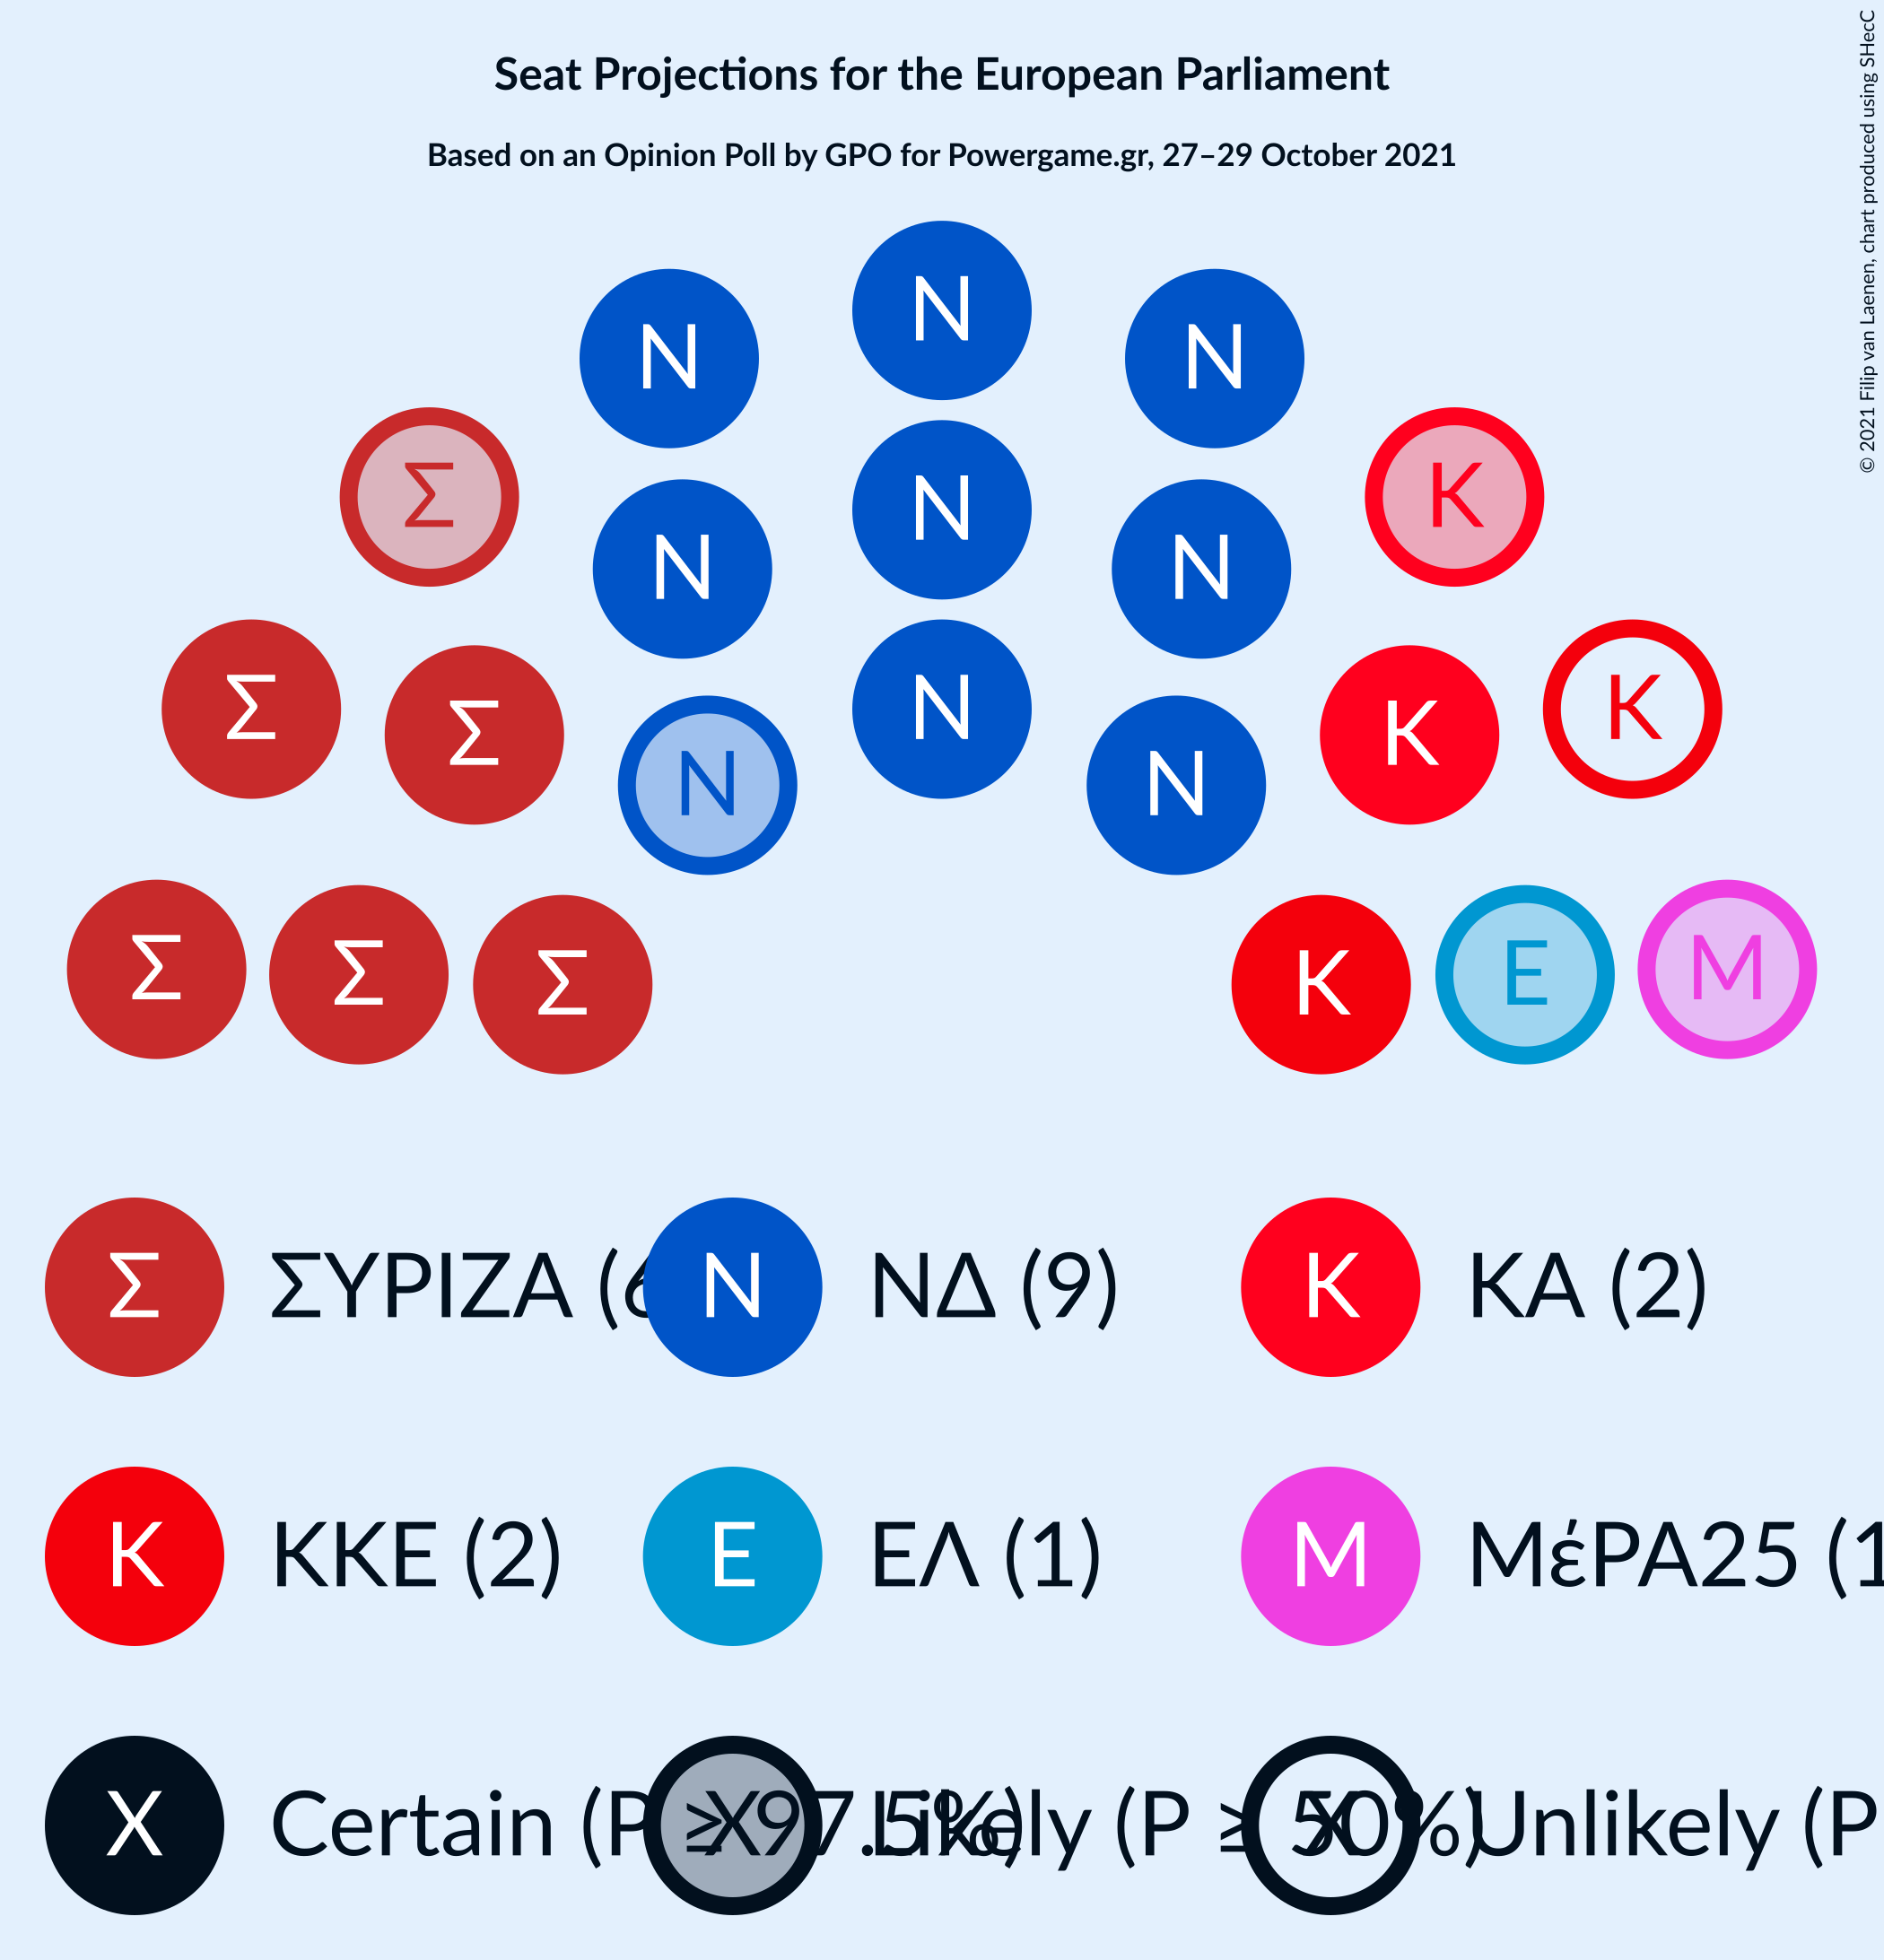 Seat Projections for the European Parliament
Based on an Opinion Poll by GPO for Powergame.gr, 27–29 October 2021
© 2021 Filip van Laenen, chart produced using SHecC
N
N N
Σ N K
N N
Σ Σ N K K
N N
Σ Σ Σ K E M
Σ ΣΥΡΙΖΑ (6 N ΝΔ (9) K ΚΑ (2)
K ΚΚΕ (2) E ΕΛ (1) M ΜέΡΑ25 (1
X Certain (P ≥ 97.5%) X Likely (P ≥ 50%) X Unlikely (P